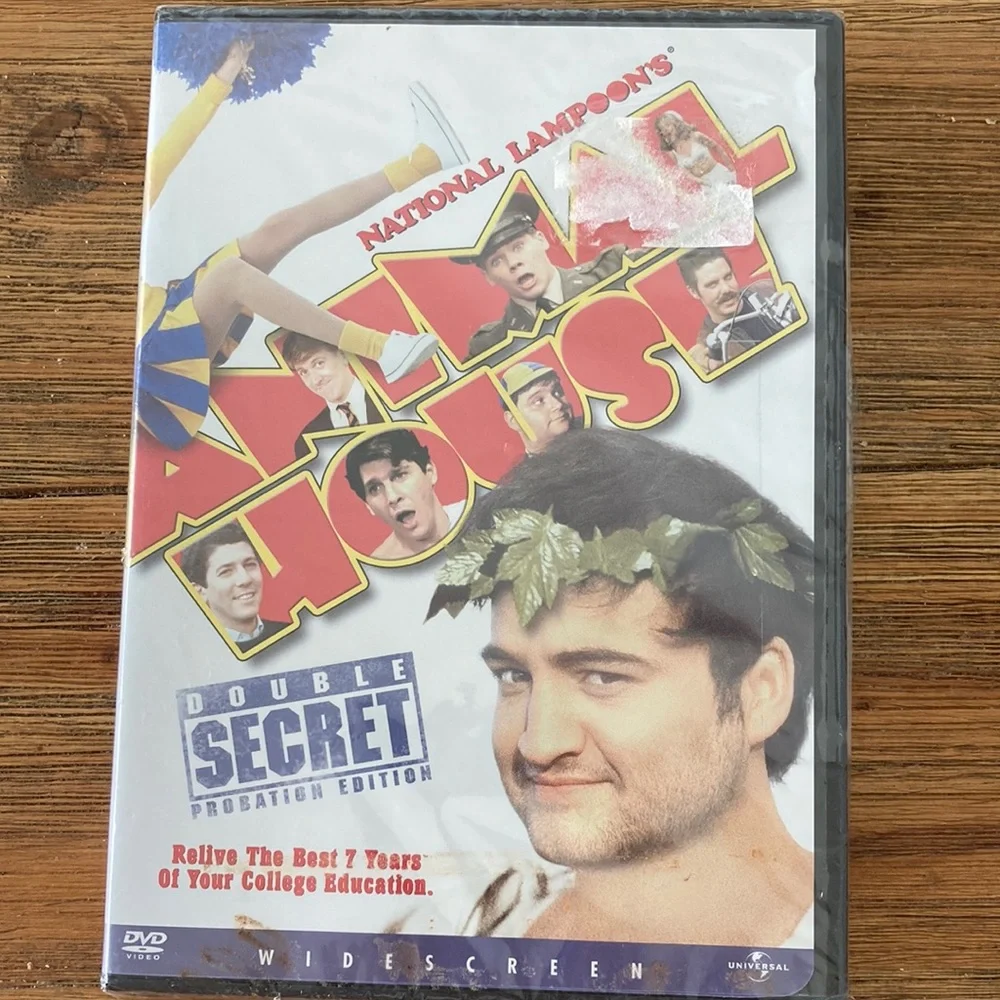 NATIONAL LAMPOON'S®
ANIMAL
HOUSE
DOUBLE
SECRET
PROBATION EDITION
Relive The Best 7 Years
Of Your College Education.
DVD
VIDEO
WIDESCREEN
UNIVERSAL